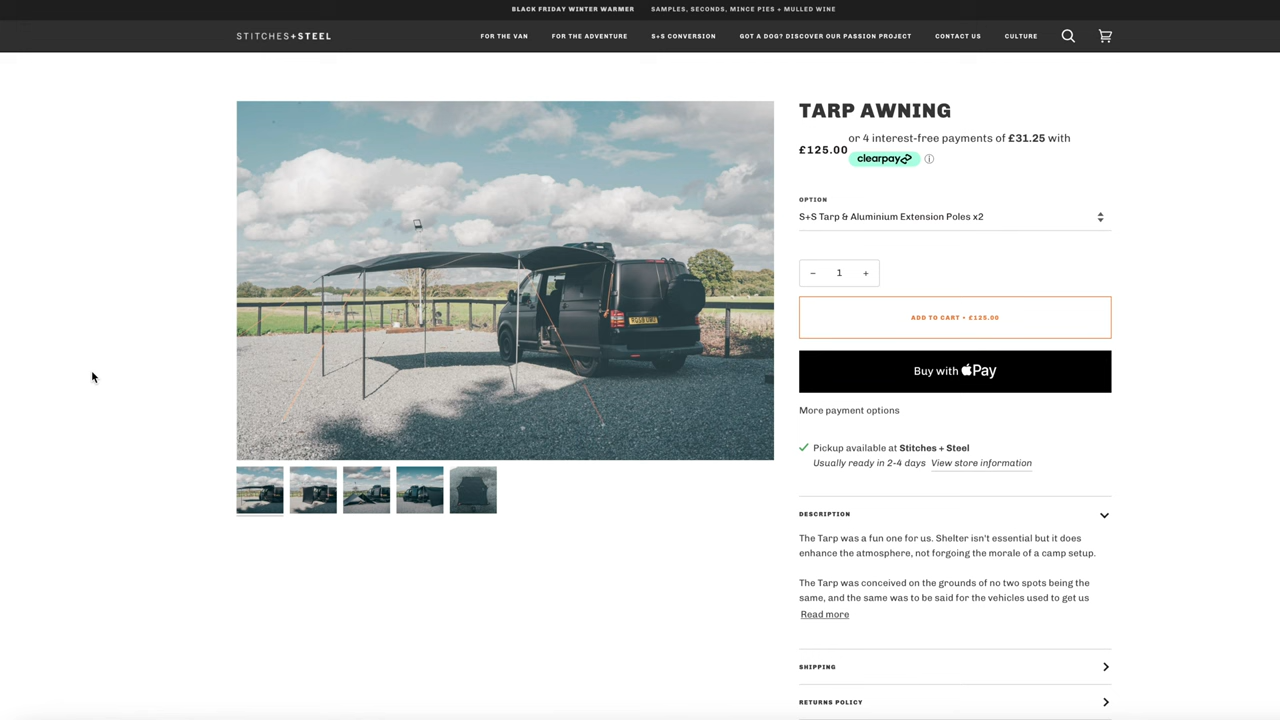 BLACK FRIDAY WINTER WARMER SAMPLES, SECONDS, MINCE PIES + MULLED WINE
STITCHES+STEEL
FOR THE VAN FOR THE ADVENTURE S+S CONVERSION GOT A DOG? DISCOVER OUR PASSION PROJECT CONTACT US CULTURE
TARP AWNING
£125.00
or 4 interest-free payments of £31.25 with
clearpay
OPTION
S+S Tarp & Aluminium Extension Poles x2
− 1 +
ADD TO CART • £125.00
Buy with Pay
More payment options
Pickup available at Stitches + Steel
Usually ready in 2-4 days View store information
DESCRIPTION
The Tarp was a fun one for us. Shelter isn't essential but it does
enhance the atmosphere, not forgoing the morale of a camp setup.
The Tarp was conceived on the grounds of no two spots being the
same, and the same was to be said for the vehicles used to get us
Read more
SHIPPING
RETURNS POLICY